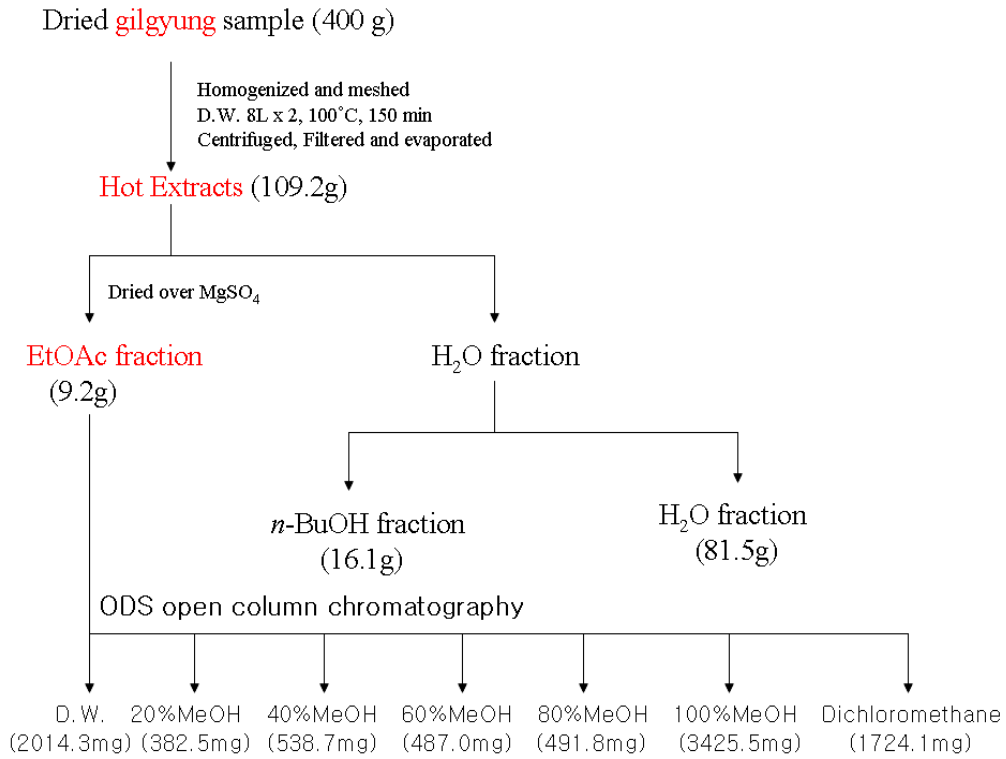 Dried gilgyung sample (400 g)
Homogenized and meshed
D.W. 8L x 2, 100˚C, 150 min
Centrifuged, Filtered and evaporated
Hot Extracts (109.2g)
Dried over MgSO₄
EtOAc fraction
(9.2g)
H₂O fraction
n-BuOH fraction
(16.1g)
H₂O fraction
(81.5g)
ODS open column chromatography
D.W. 20%MeOH 40%MeOH 60%MeOH 80%MeOH 100%MeOH Dichloromethane
(2014.3mg) (382.5mg) (538.7mg) (487.0mg) (491.8mg) (3425.5mg) (1724.1mg)